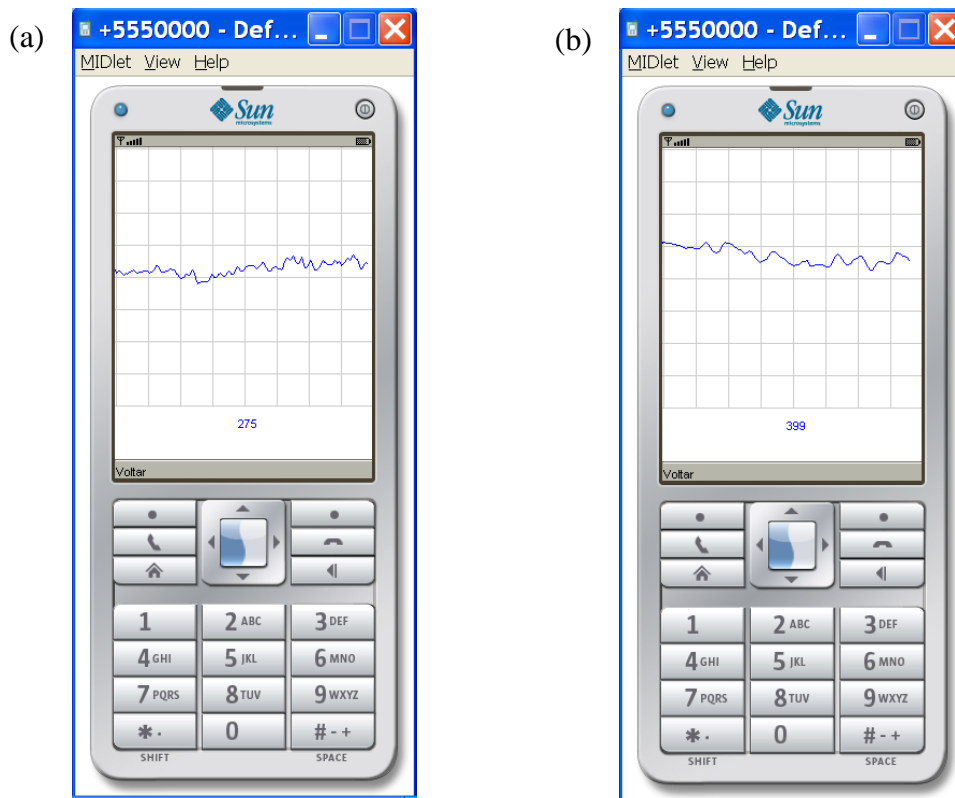 (a)
+5550000 - Def...
MIDlet View Help
Sun
microsystems
275
Voltar
1
2 ABC
3 DEF
4 GHI
5 JKL
6 MNO
7 PQRS
8 TUV
9 WXYZ
* .
0
# - +
SHIFT
SPACE
(b)
+5550000 - Def...
MIDlet View Help
Sun
microsystems
399
Voltar
1
2 ABC
3 DEF
4 GHI
5 JKL
6 MNO
7 PQRS
8 TUV
9 WXYZ
* .
0
# - +
SHIFT
SPACE